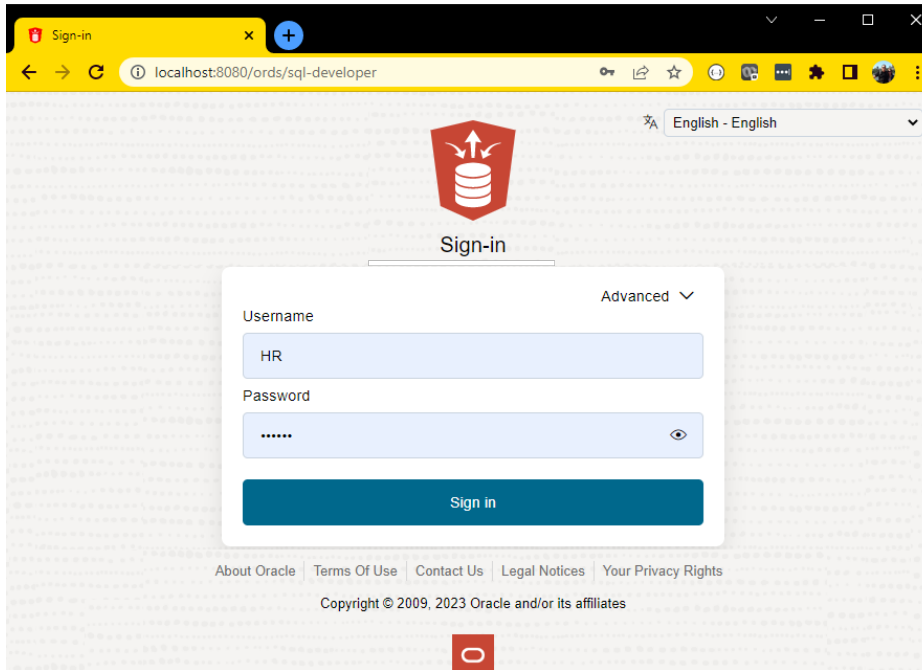 Sign-in
localhost:8080/ords/sql-developer
English - English
Sign-in
Advanced
Username
HR
Password
••••••
Sign in
About Oracle Terms Of Use Contact Us Legal Notices Your Privacy Rights
Copyright © 2009, 2023 Oracle and/or its affiliates